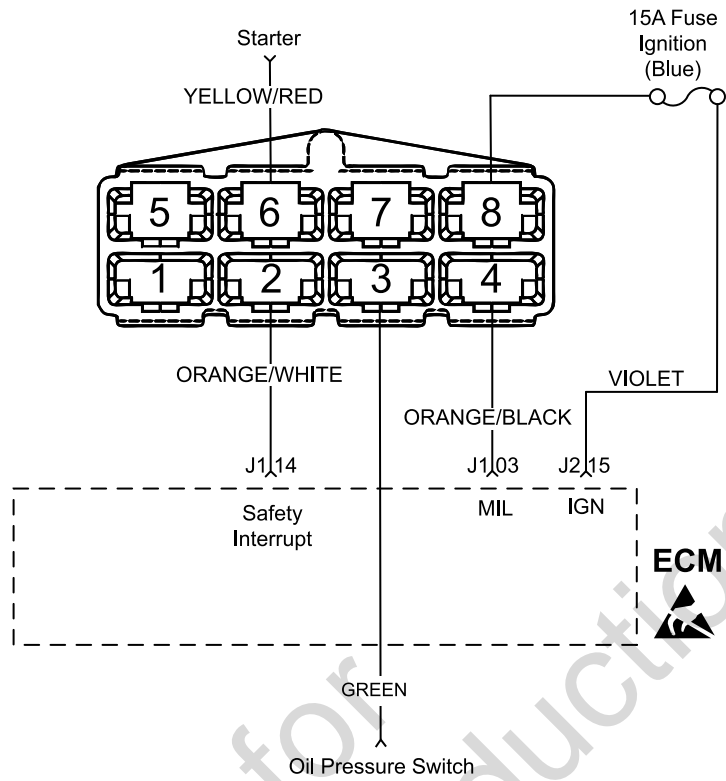 15A Fuse
Ignition
(Blue)
Starter
YELLOW/RED
5 6 7 8
1 2 3 4
ORANGE/WHITE
VIOLET
ORANGE/BLACK
J1 14
J1 03
J2 15
Safety
Interrupt
MIL
IGN
ECM
GREEN
Oil Pressure Switch
for